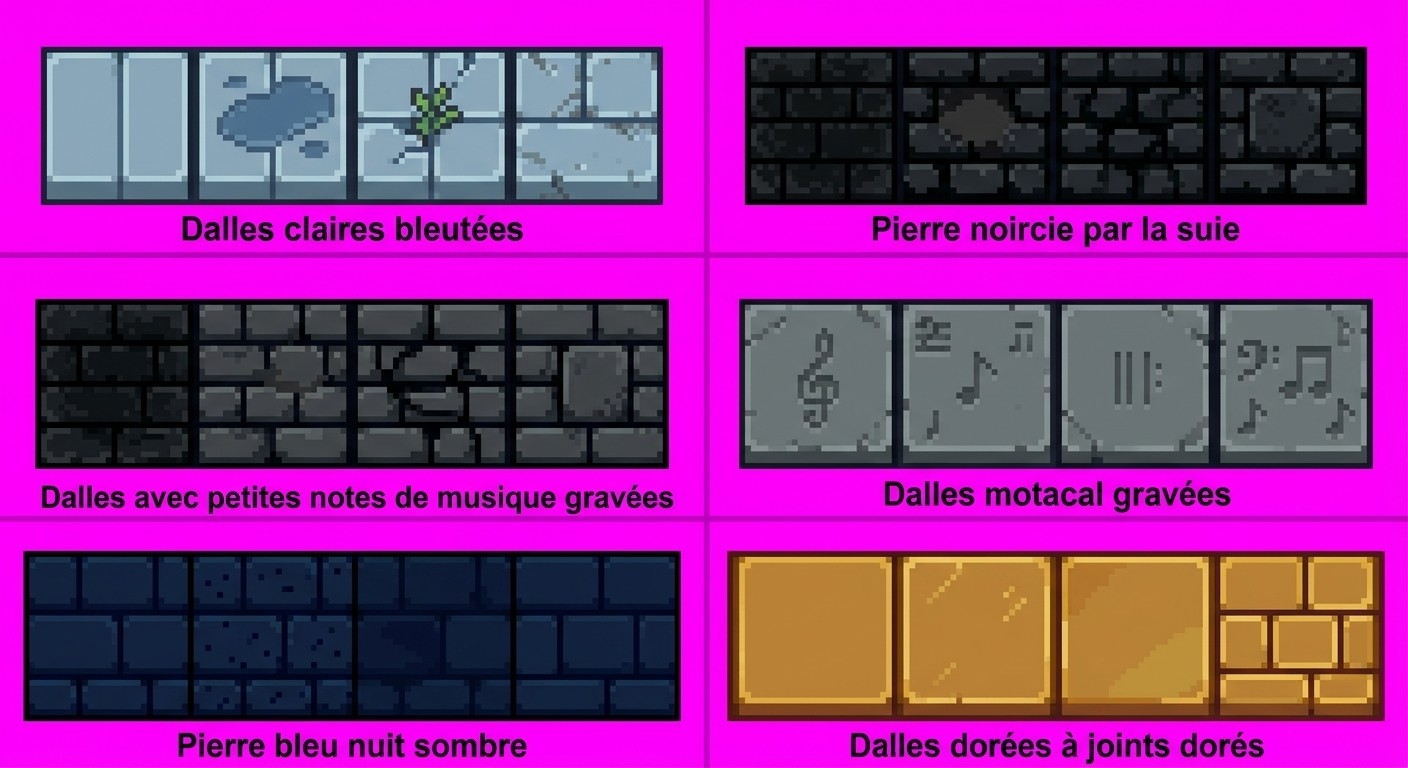 Dalles claires bleutées
Pierre noircie par la suie
Dalles avec petites notes de musique gravées
Dalles motacal gravées
Pierre bleu nuit sombre
Dalles dorées à joints dorés